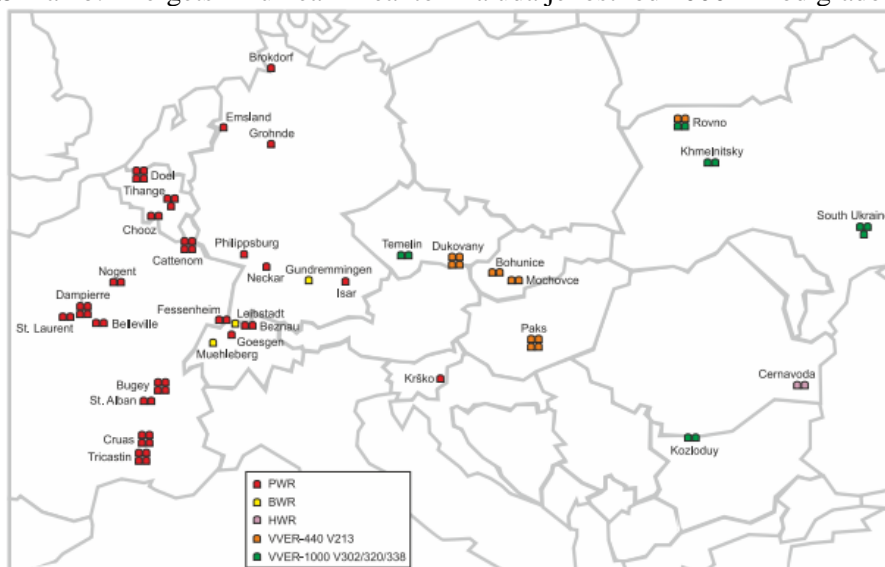 Brokdorf
Emsland
Grohnde
Rovno
Khmelnitsky
Doel
Tihange
Chooz
South Ukrain
Cattenom
Philippsburg
Neckar
Temelin
Dukovany
Bohunice
Mochovce
Nogent
Gundremmingen
Isar
Dampierre
St. Laurent
Belleville
Fessenheim
Leibstadt
Beznau
Goesgen
Muehleberg
Paks
Krško
Cernavoda
Bugey
St. Alban
Cruas
Tricastin
Kozloduy
PWR
BWR
HWR
VVER-440 V213
VVER-1000 V302/320/338